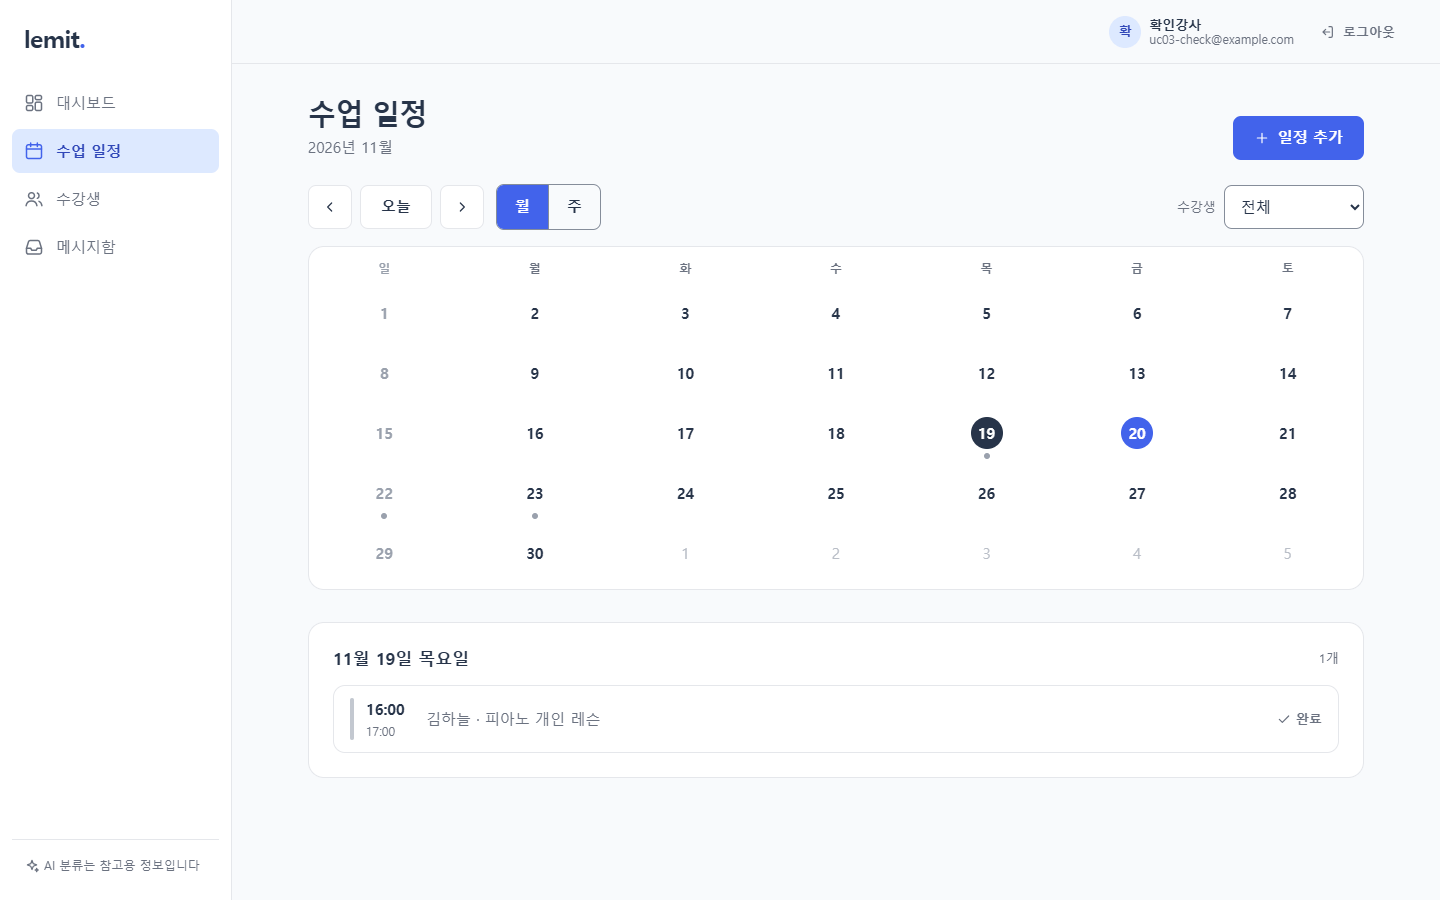 lemit.
대시보드
수업 일정
수강생
메시지함
AI 분류는 참고용 정보입니다
확
확인강사
uc03-check@example.com
로그아웃
수업 일정
2026년 11월
일정 추가
오늘
월
주
수강생
전체
일 월 화 수 목 금 토
1 2 3 4 5 6 7
8 9 10 11 12 13 14
15 16 17 18 19 20 21
22 23 24 25 26 27 28
29 30 1 2 3 4 5
11월 19일 목요일
1개
16:00
17:00
김하늘 · 피아노 개인 레슨
완료